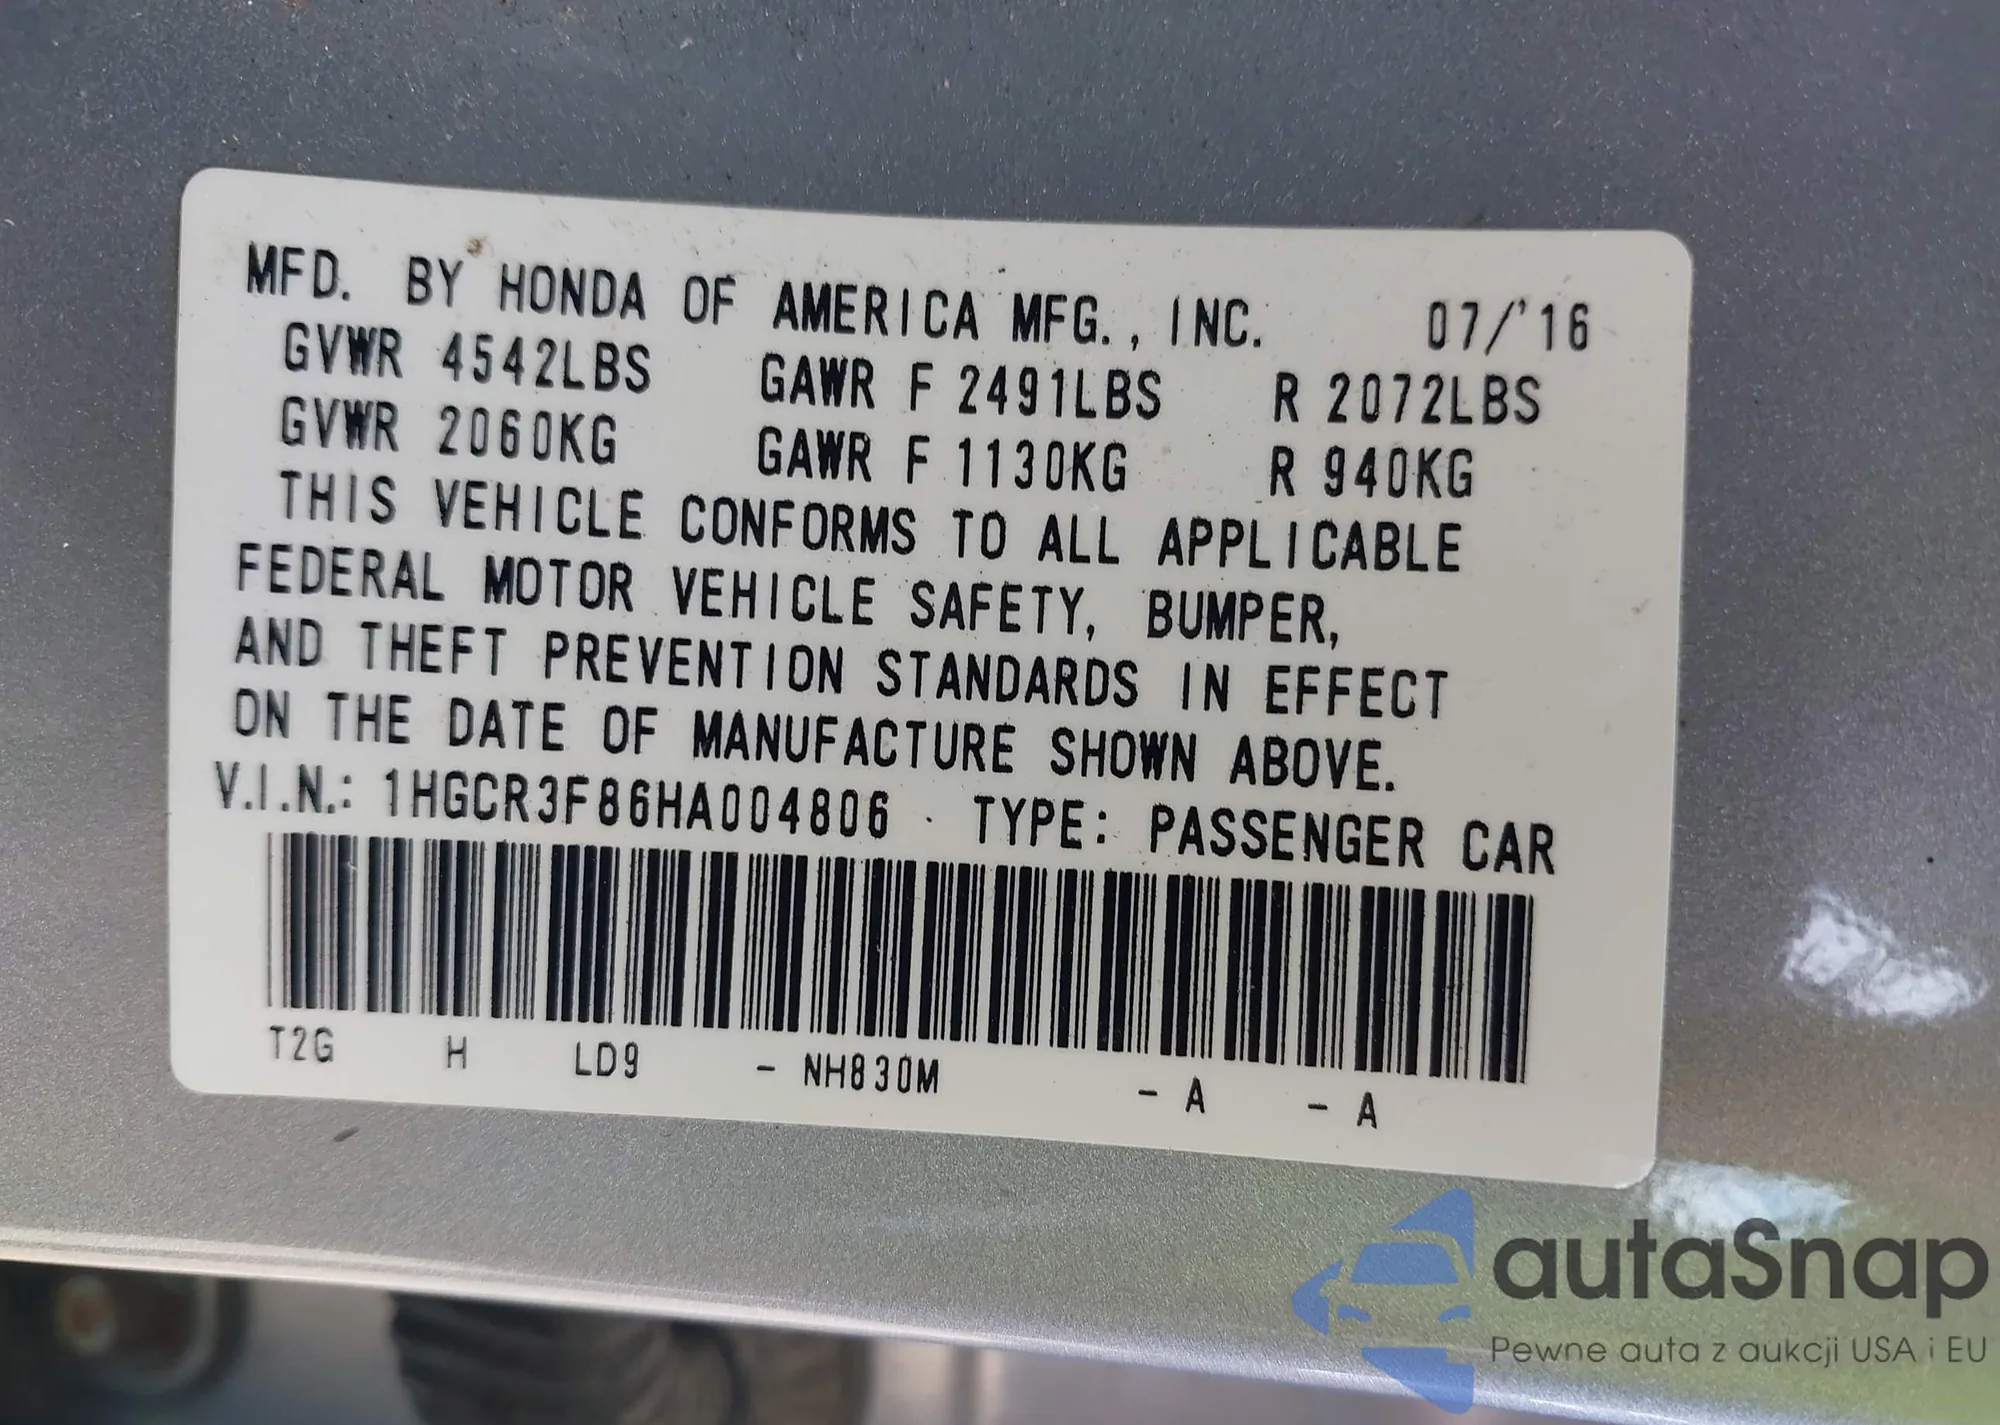 MFD. BY HONDA OF AMERICA MFG., INC. 07/'16
GVWR 4542LBS GAWR F 2491LBS R 2072LBS
GVWR 2060KG GAWR F 1130KG R 940KG
THIS VEHICLE CONFORMS TO ALL APPLICABLE
FEDERAL MOTOR VEHICLE SAFETY, BUMPER,
AND THEFT PREVENTION STANDARDS IN EFFECT
ON THE DATE OF MANUFACTURE SHOWN ABOVE.
V.I.N.: 1HGCR3F86HA004806 TYPE: PASSENGER CAR
T2G H LD9 - NH830M - A - A
autaSnap
Pewne auta z aukcji USA i EU